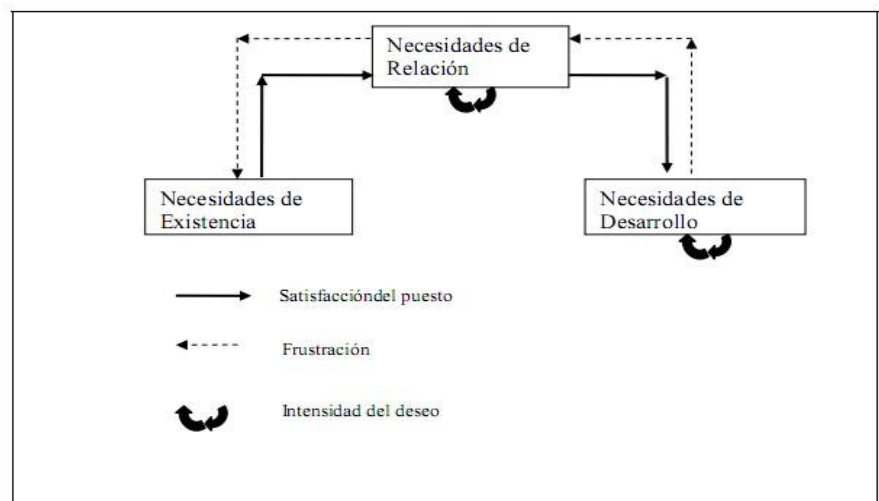 Necesidades de
Relación
Necesidades de
Existencia
Necesidades de
Desarrollo
Satisfaccióndel puesto
Frustración
Intensidad del deseo